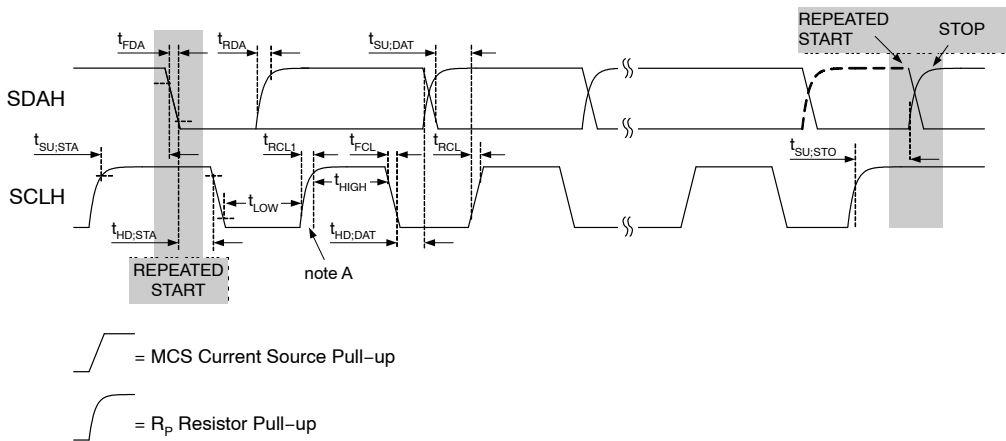 REPEATED
START
STOP
tFDA
tRDA
tSU;DAT
SDAH
tSU;STA
tRCL1
tFCL
tRCL
tSU;STO
SCLH
tHIGH
tLOW
tHD;STA
tHD;DAT
REPEATED
START
note A
= MCS Current Source Pull−up
= RP Resistor Pull−up